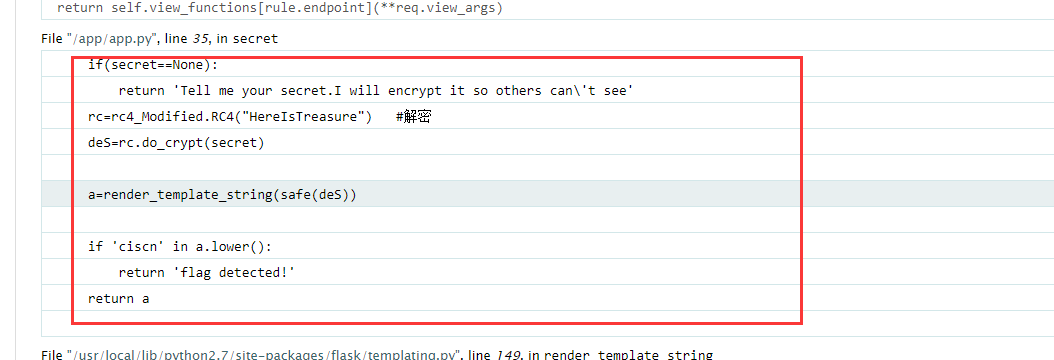 return self.view_functions[rule.endpoint](**req.view_args)
File "/app/app.py", line 35, in secret
if(secret==None):
return 'Tell me your secret.I will encrypt it so others can\'t see'
rc=rc4_Modified.RC4("HereIsTreasure")   #解密
deS=rc.do_crypt(secret)
a=render_template_string(safe(deS))
if 'ciscn' in a.lower():
return 'flag detected!'
return a
File "/usr/local/lib/python2.7/site-packages/flask/templating.py", line 149, in render_template_string